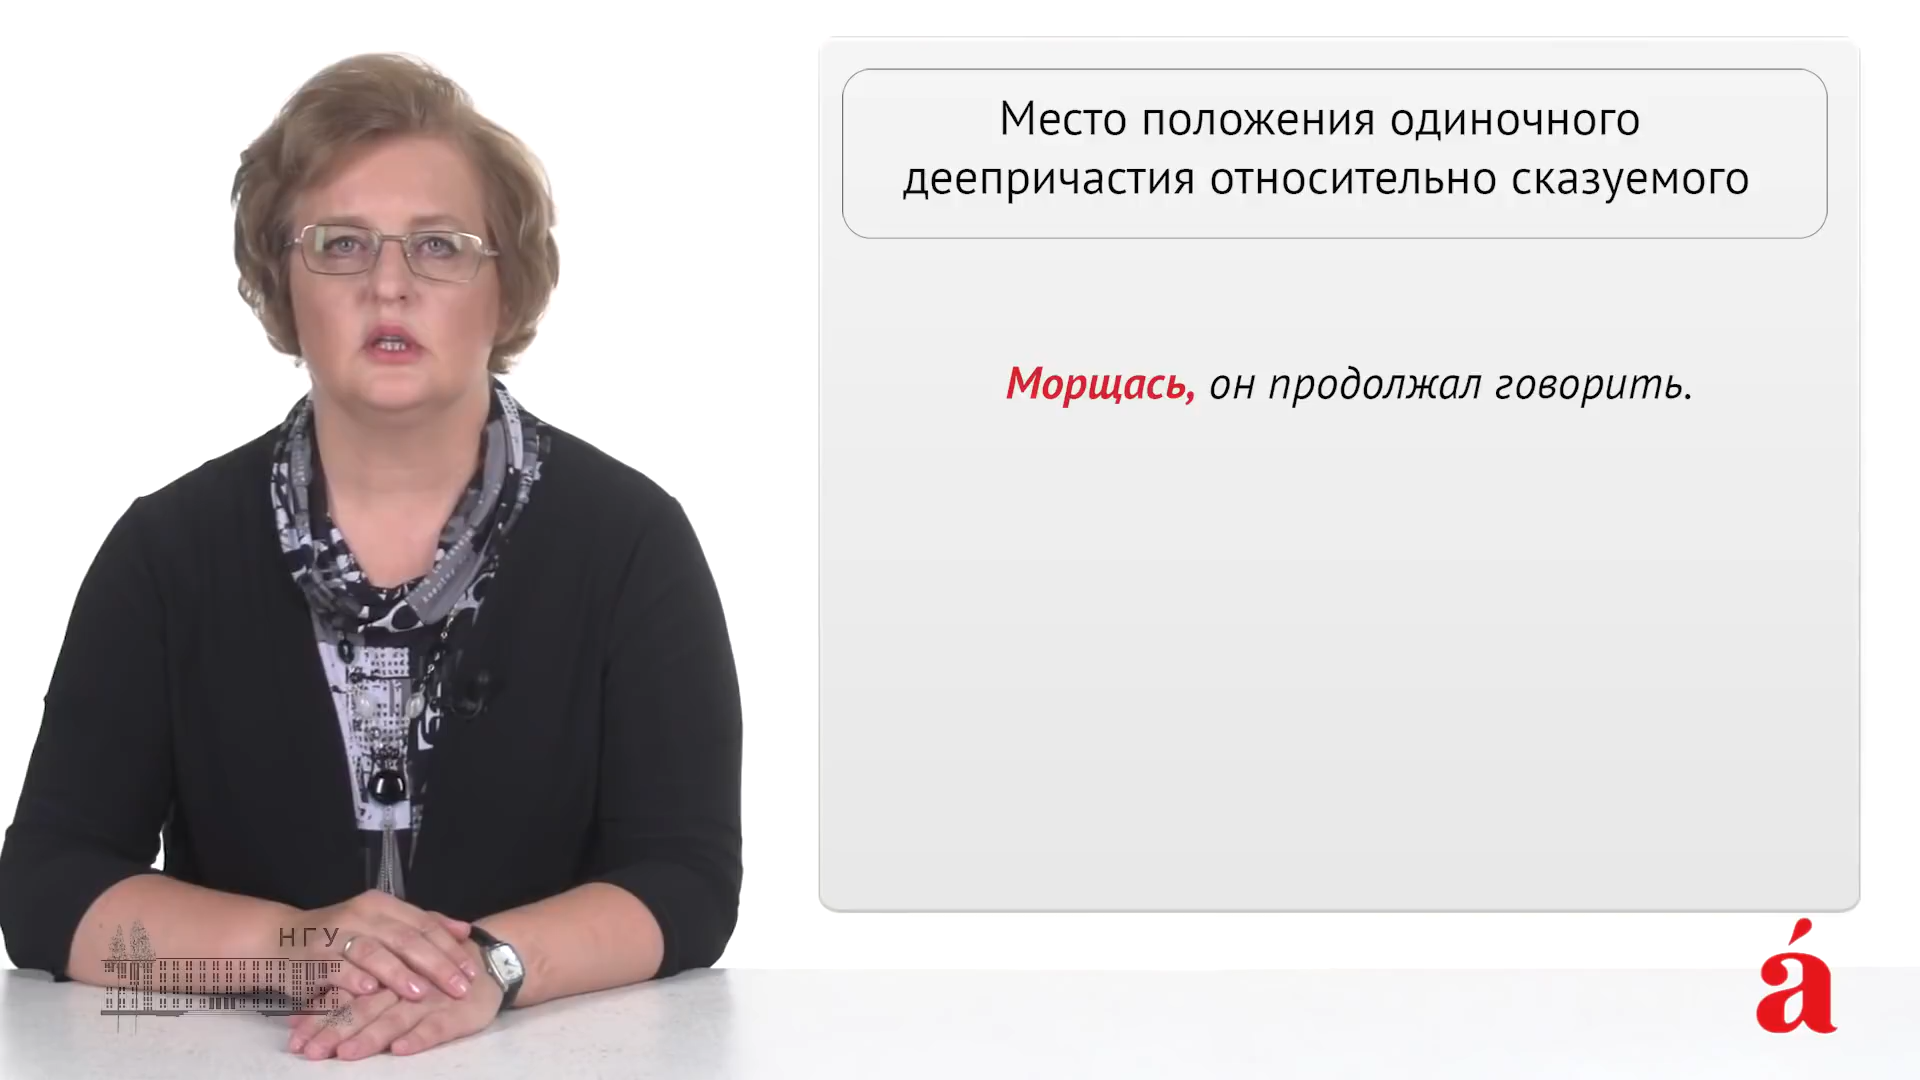 Место положения одиночного
деепричастия относительно сказуемого
Морщась, он продолжал говорить.
НГУ
á